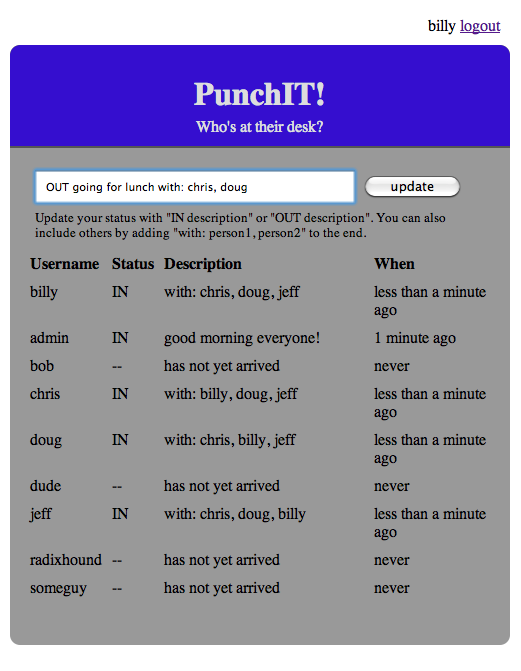 billy logout
PunchIT!
Who's at their desk?
OUT going for lunch with: chris, doug
update
Update your status with "IN description" or "OUT description". You can also
include others by adding "with: person1, person2" to the end.
Username Status Description When
billy IN with: chris, doug, jeff less than a minute
ago
admin IN good morning everyone! 1 minute ago
bob -- has not yet arrived never
chris IN with: billy, doug, jeff less than a minute
ago
doug IN with: chris, billy, jeff less than a minute
ago
dude -- has not yet arrived never
jeff IN with: chris, doug, billy less than a minute
ago
radixhound -- has not yet arrived never
someguy -- has not yet arrived never